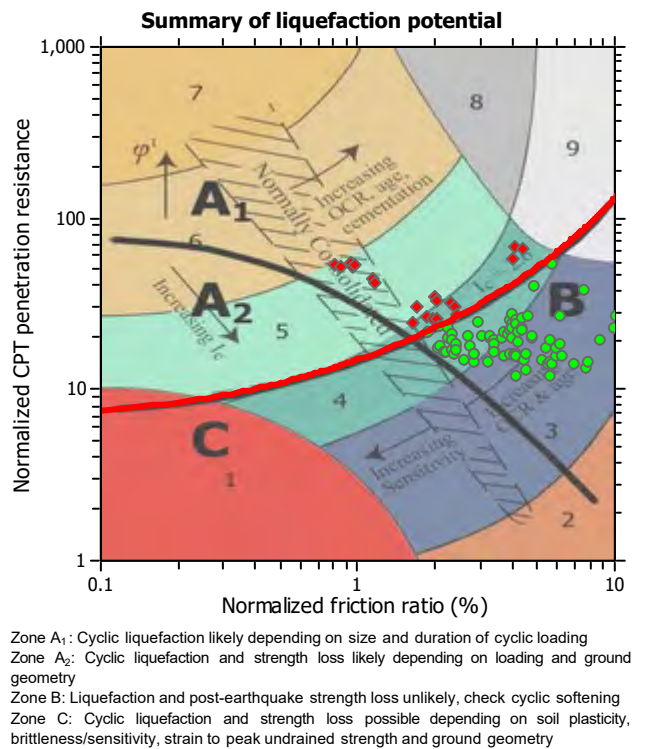 Summary of liquefaction potential
1,000
7
8
9
φ'
Increasing
OCR, age,
cementation
Normally Consolidated
A1
100
6
A2
Increasing Ic
5
B
Normalized CPT penetration resistance
10
4
3
Increasing
OCR & age
Increasing
Sensitivity
C
1
2
1
0.1
1
10
Normalized friction ratio (%)
Zone A1: Cyclic liquefaction likely depending on size and duration of cyclic loading
Zone A2: Cyclic liquefaction and strength loss likely depending on loading and ground
geometry
Zone B: Liquefaction and post-earthquake strength loss unlikely, check cyclic softening
Zone C: Cyclic liquefaction and strength loss possible depending on soil plasticity,
brittleness/sensitivity, strain to peak undrained strength and ground geometry